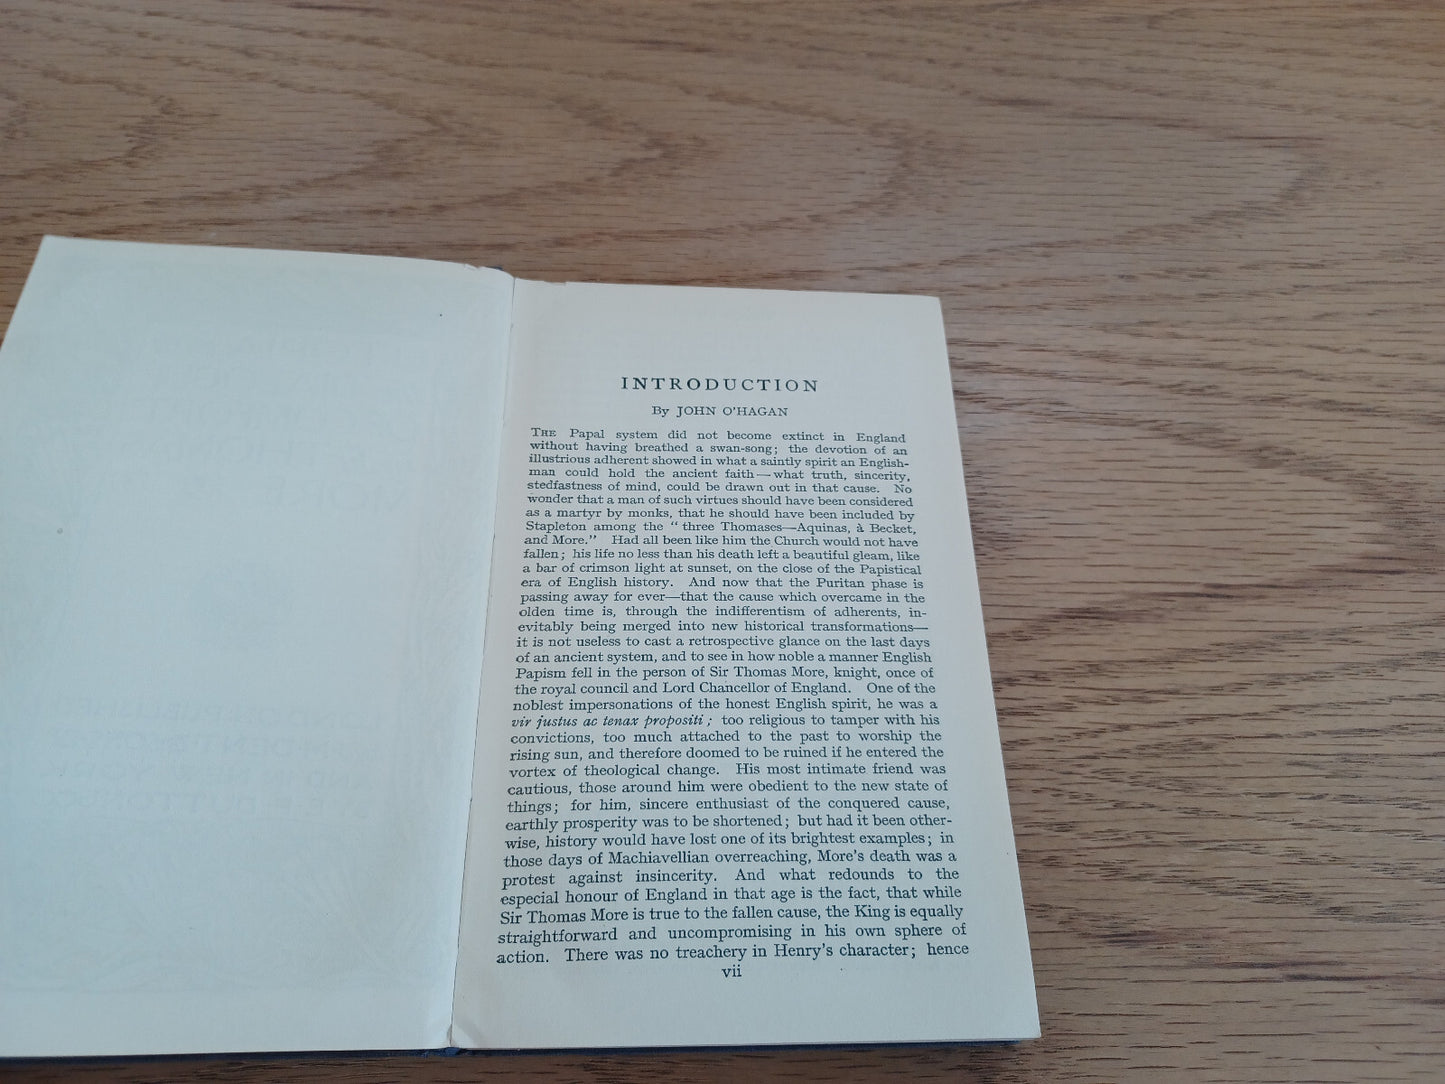 INTRODUCTION
By JOHN O'HAGAN
THE Papal system did not become extinct in England
without having breathed a swan-song; the devotion of an
illustrious adherent showed in what a saintly spirit an English-
man could hold the ancient faith—what truth, sincerity,
stedfastness of mind, could be drawn out in that cause. No
wonder that a man of such virtues should have been considered
as a martyr by monks, that he should have been included by
Stapleton among the "three Thomases—Aquinas, à Becket,
and More." Had all been like him the Church would not have
fallen; his life no less than his death left a beautiful gleam, like
a bar of crimson light at sunset, on the close of the Papistical
era of English history. And now that the Puritan phase is
passing away for ever—that the cause which overcame in the
olden time is, through the indifferentism of adherents, in-
evitably being merged into new historical transformations—
it is not useless to cast a retrospective glance on the last days
of an ancient system, and to see in how noble a manner English
Papism fell in the person of Sir Thomas More, knight, once of
the royal council and Lord Chancellor of England. One of the
noblest impersonations of the honest English spirit, he was a
vir justus ac tenax propositi; too religious to tamper with his
convictions, too much attached to the past to worship the
rising sun, and therefore doomed to be ruined if he entered the
vortex of theological change. His most intimate friend was
cautious, those around him were obedient to the new state of
things; for him, sincere enthusiast of the conquered cause,
earthly prosperity was to be shortened; but had it been other-
wise, history would have lost one of its brightest examples; in
those days of Machiavellian overreaching, More's death was a
protest against insincerity. And what redounds to the
especial honour of England in that age is the fact, that while
Sir Thomas More is true to the fallen cause, the King is equally
straightforward and uncompromising in his own sphere of
action. There was no treachery in Henry's character; hence
vii